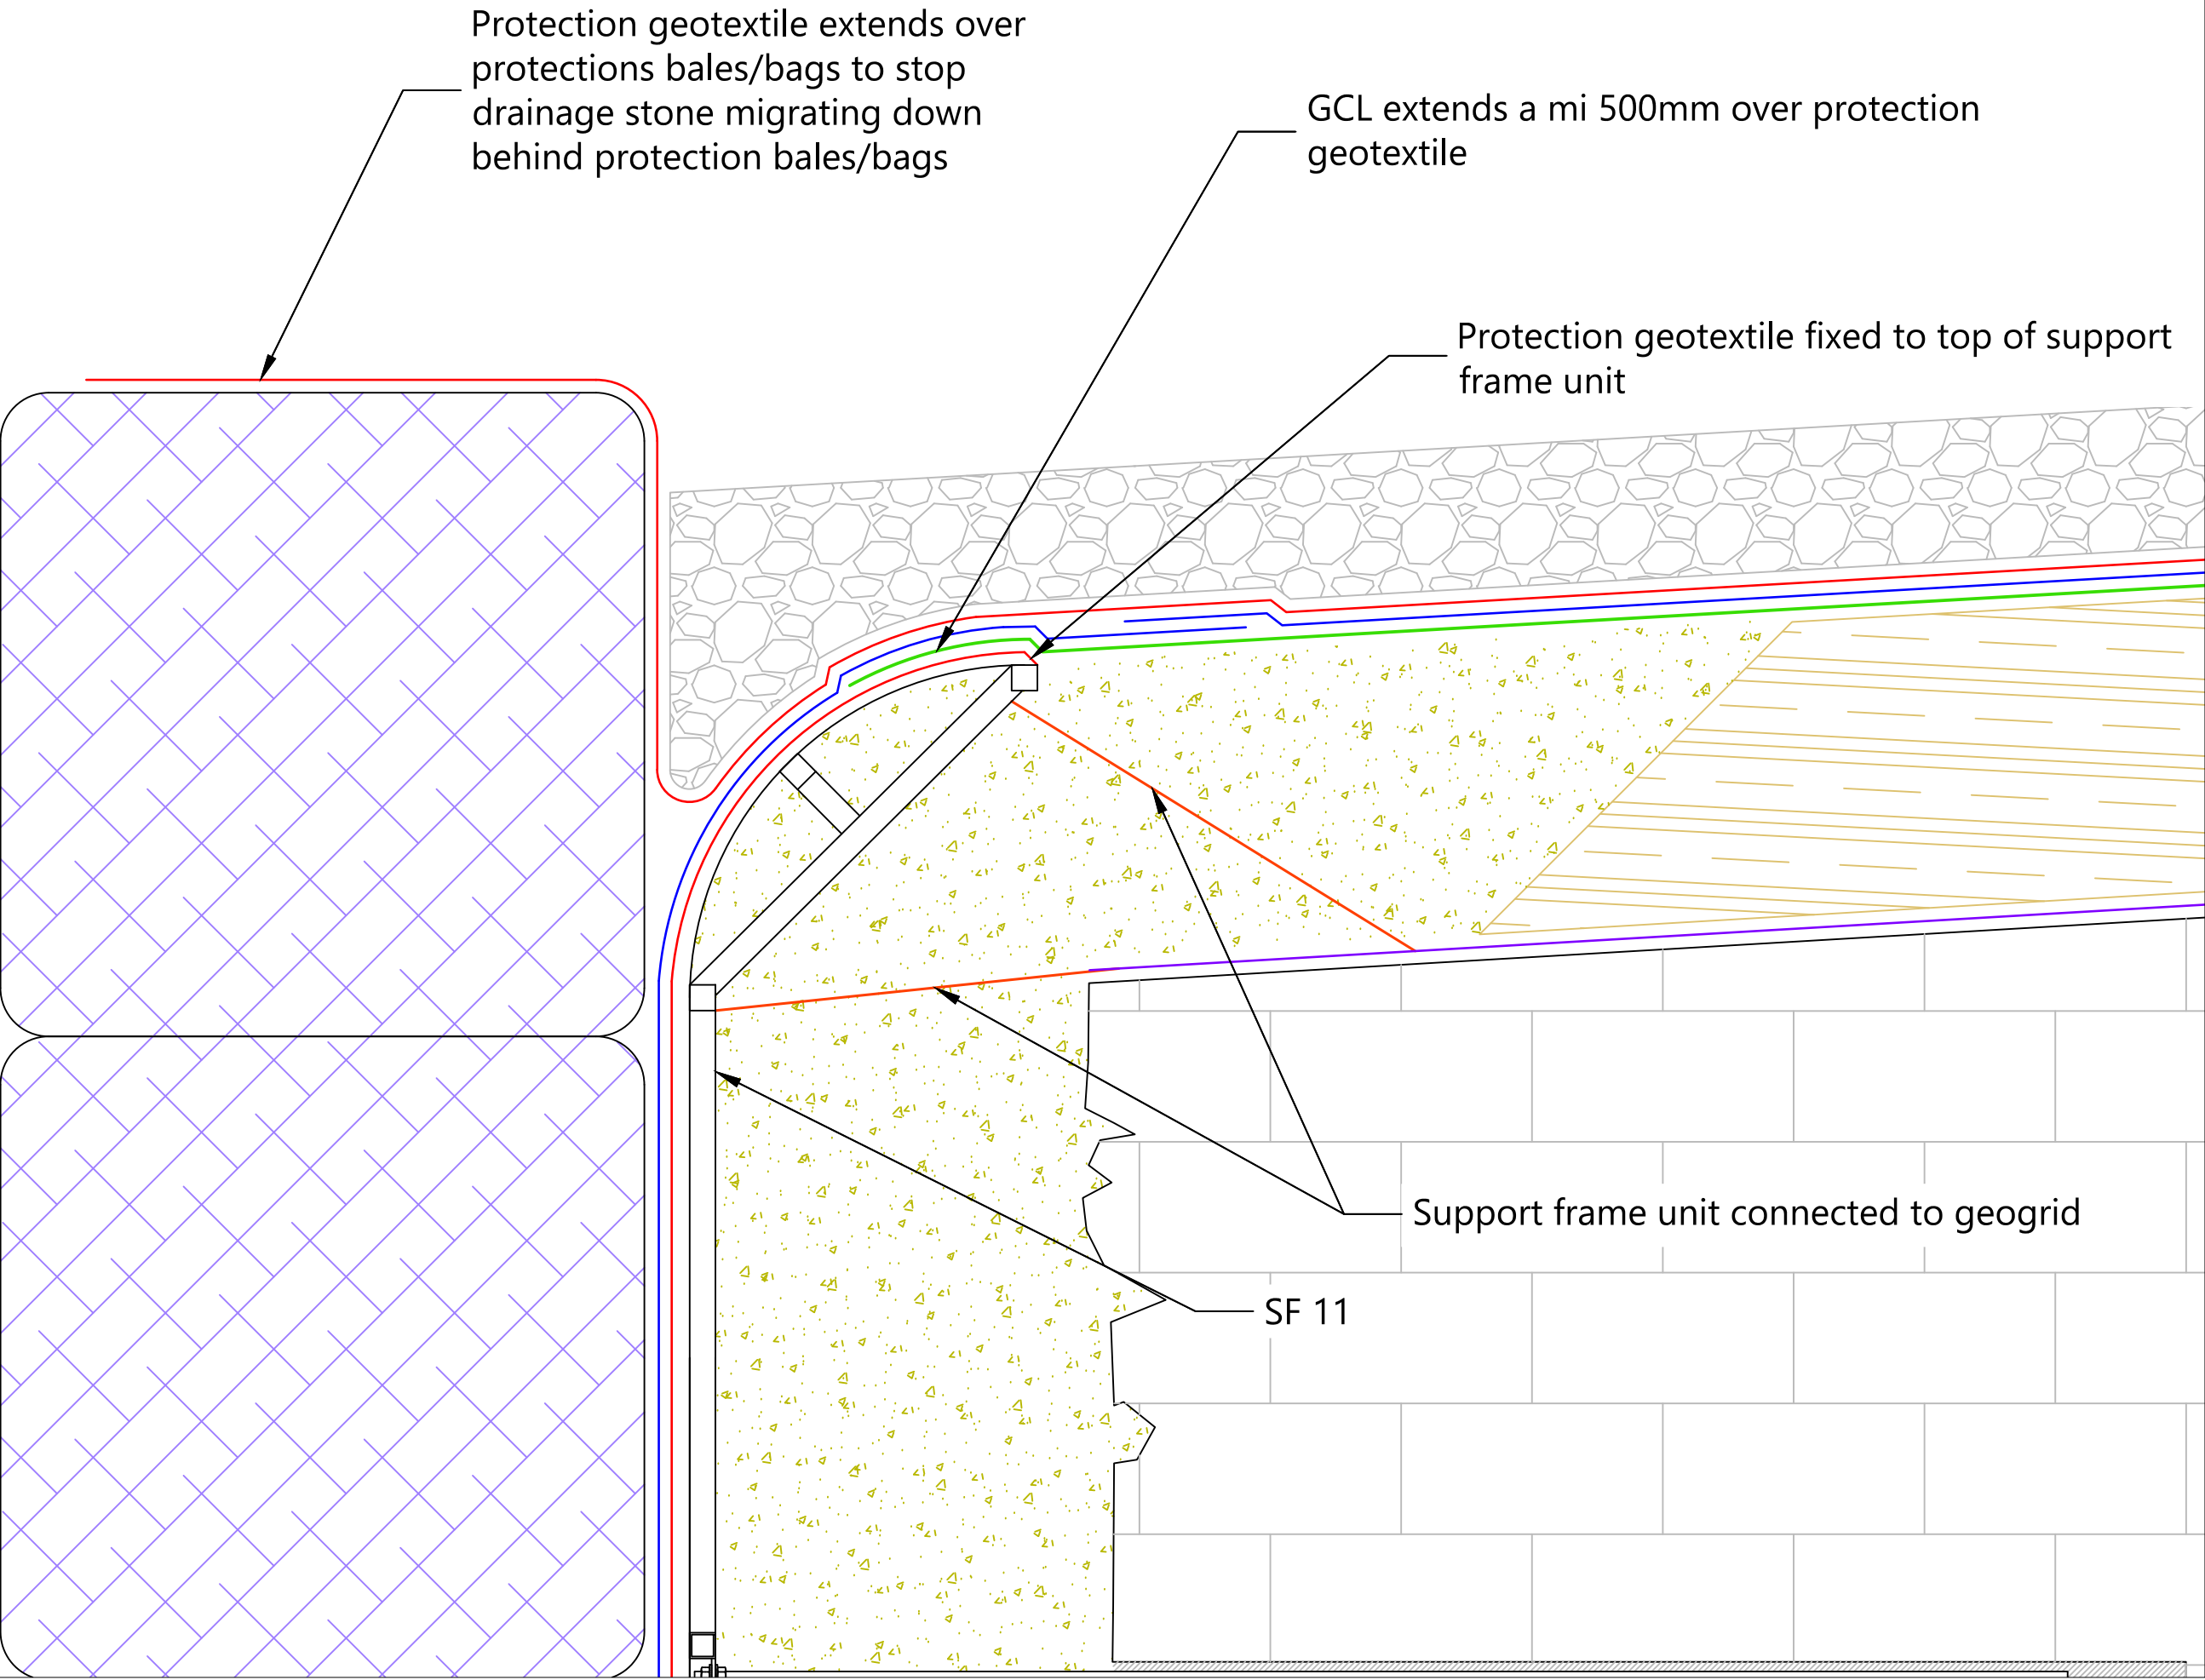 Protection geotextile extends over
protections bales/bags to stop
drainage stone migrating down
behind protection bales/bags
GCL extends a mi 500mm over protection
geotextile
Protection geotextile fixed to top of support
frame unit
Support frame unit connected to geogrid
SF 11